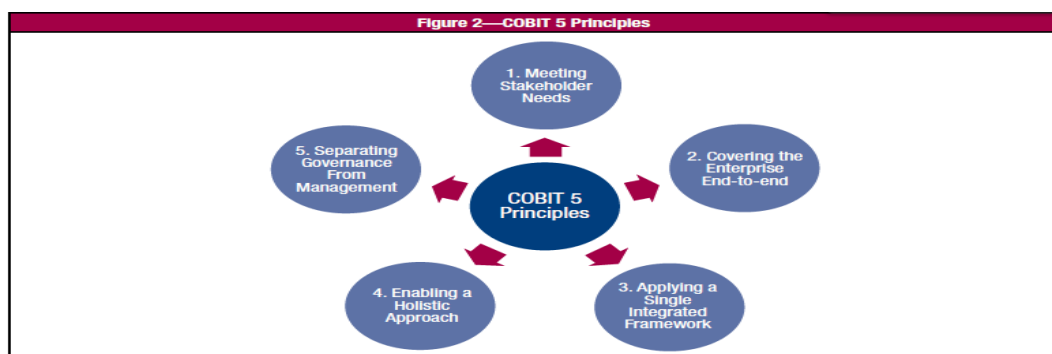 Figure 2—COBIT 5 Principles
1. Meeting
Stakeholder
Needs
2. Covering the
Enterprise
End-to-end
3. Applying a
Single
Integrated
Framework
4. Enabling a
Holistic
Approach
5. Separating
Governance
From
Management
COBIT 5
Principles